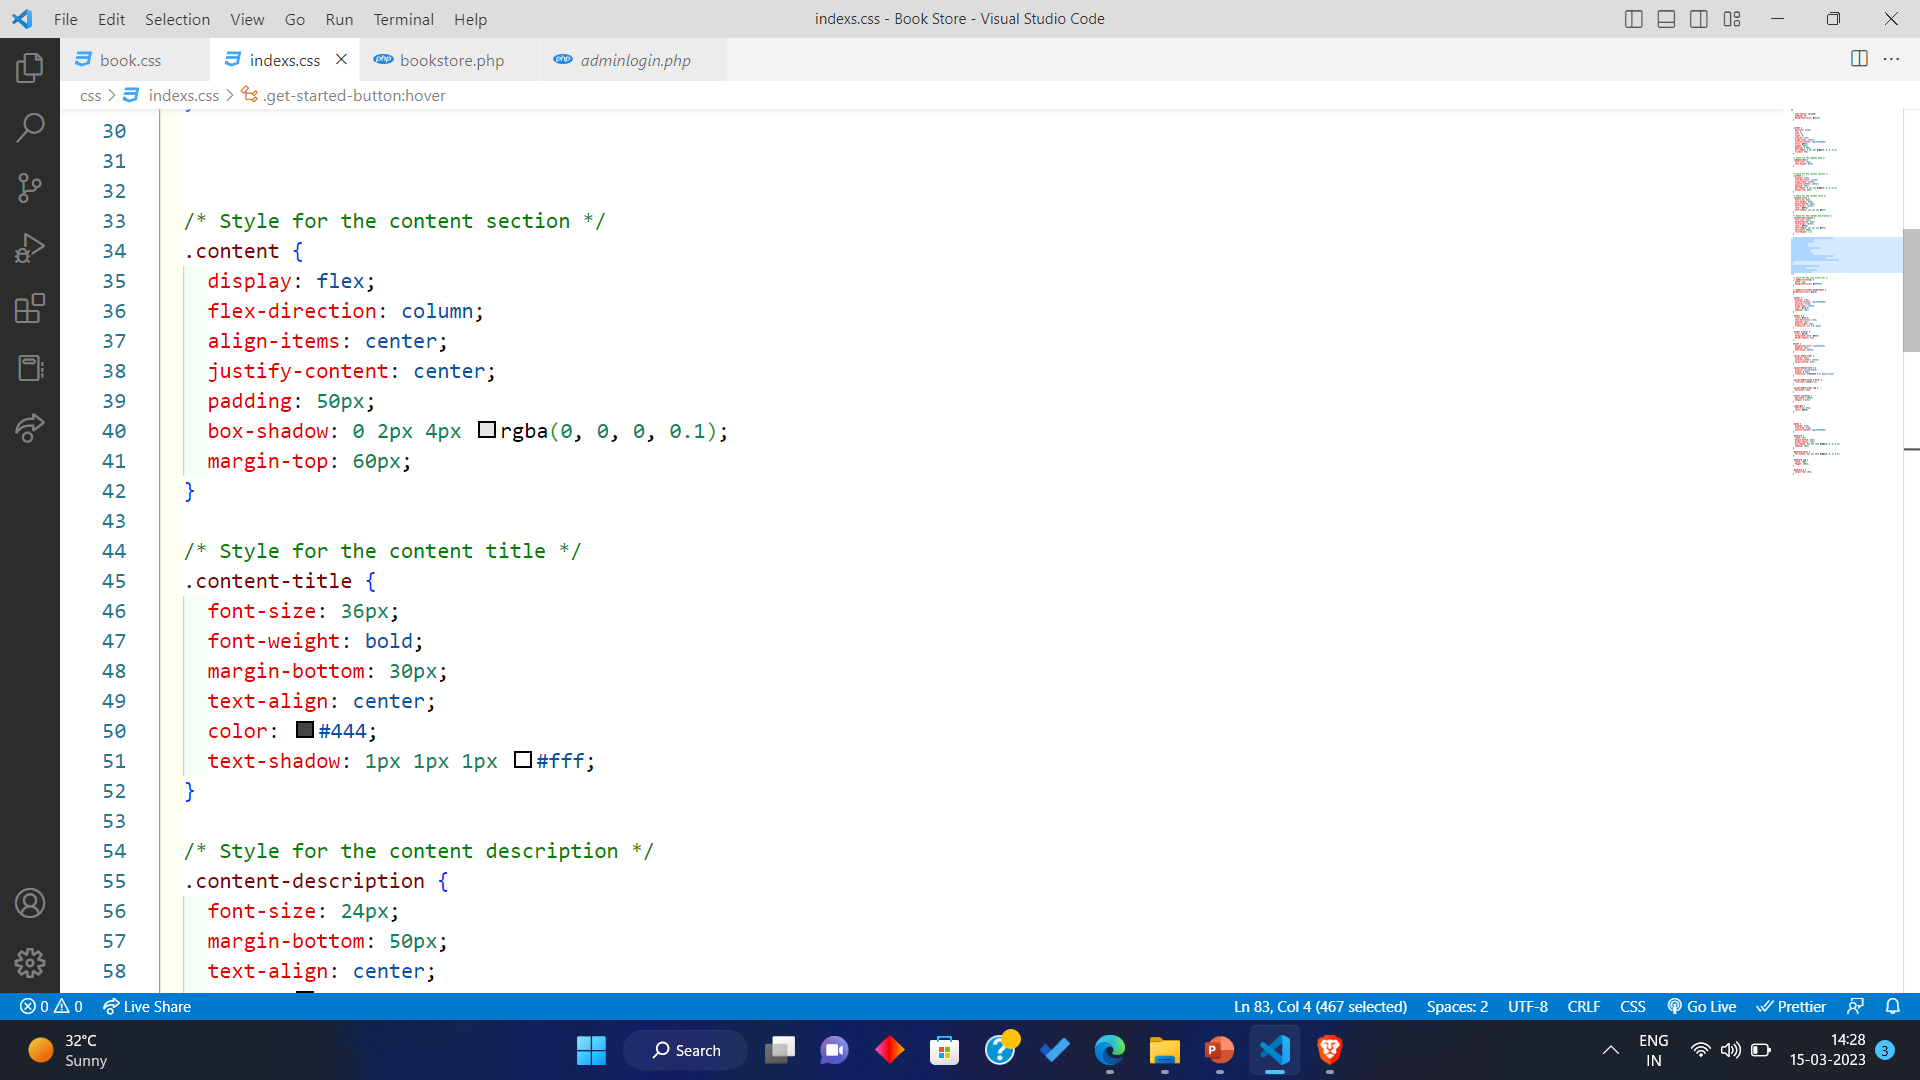 File Edit Selection View Go Run Terminal Help
indexs.css - Book Store - Visual Studio Code
book.css
indexs.css
php bookstore.php
php adminlogin.php
css > indexs.css > .get-started-button:hover
30
31
32
33 /* Style for the content section */
34 .content {
35 display: flex;
36 flex-direction: column;
37 align-items: center;
38 justify-content: center;
39 padding: 50px;
40 box-shadow: 0 2px 4px rgba(0, 0, 0, 0.1);
41 margin-top: 60px;
42 }
43
44 /* Style for the content title */
45 .content-title {
46 font-size: 36px;
47 font-weight: bold;
48 margin-bottom: 30px;
49 text-align: center;
50 color: #444;
51 text-shadow: 1px 1px 1px #fff;
52 }
53
54 /* Style for the content description */
55 .content-description {
56 font-size: 24px;
57 margin-bottom: 50px;
58 text-align: center;
0 0 Live Share
Ln 83, Col 4 (467 selected) Spaces: 2 UTF-8 CRLF CSS Go Live Prettier
32°C
Sunny
Search
ENG
IN
14:28
15-03-2023
3